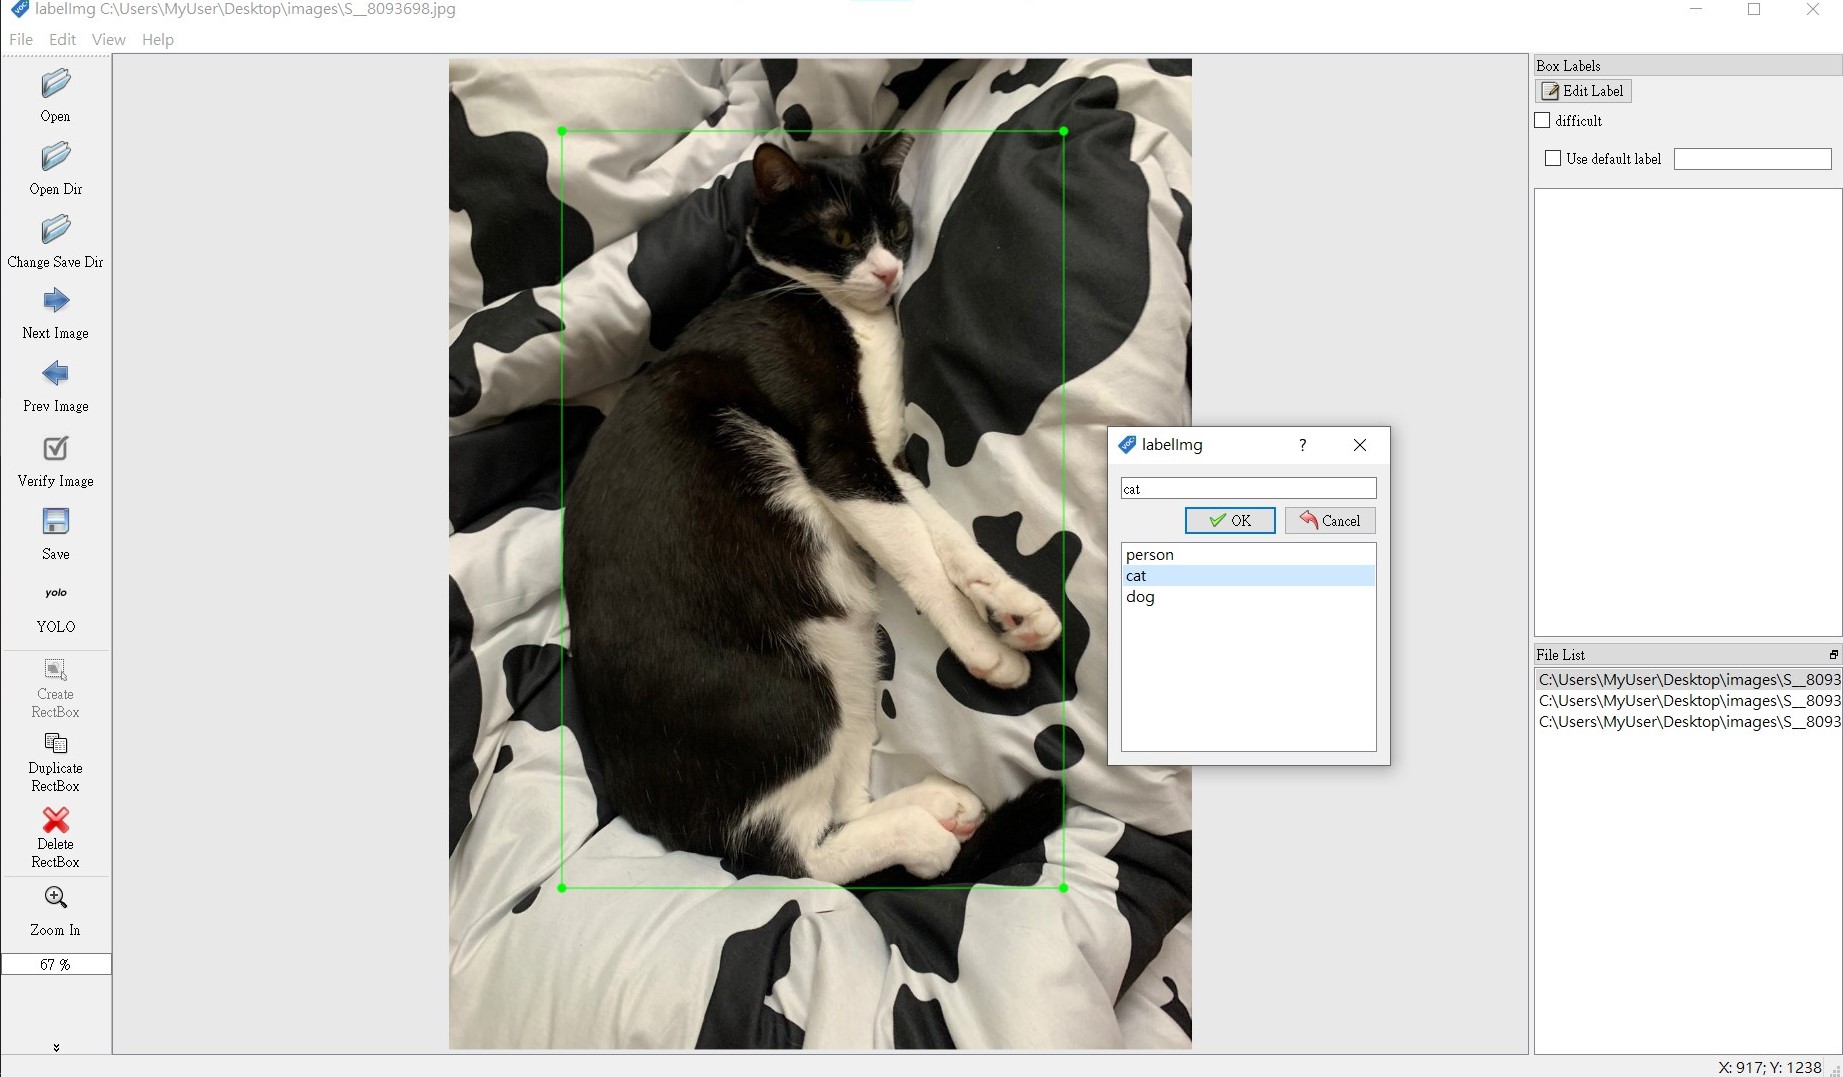 labelImg C:\Users\MyUser\Desktop\images\S__8093698.jpg
File Edit View Help
Open
Open Dir
Change Save Dir
Next Image
Prev Image
Verify Image
Save
yolo
YOLO
Create
RectBox
Duplicate
RectBox
Delete
RectBox
Zoom In
67 %
VOC labelImg ?
cat
OK Cancel
person
cat
dog
Box Labels
Edit Label
difficult
Use default label
File List
C:\Users\MyUser\Desktop\images\S__8093
C:\Users\MyUser\Desktop\images\S__8093
C:\Users\MyUser\Desktop\images\S__8093
X: 917; Y: 1238